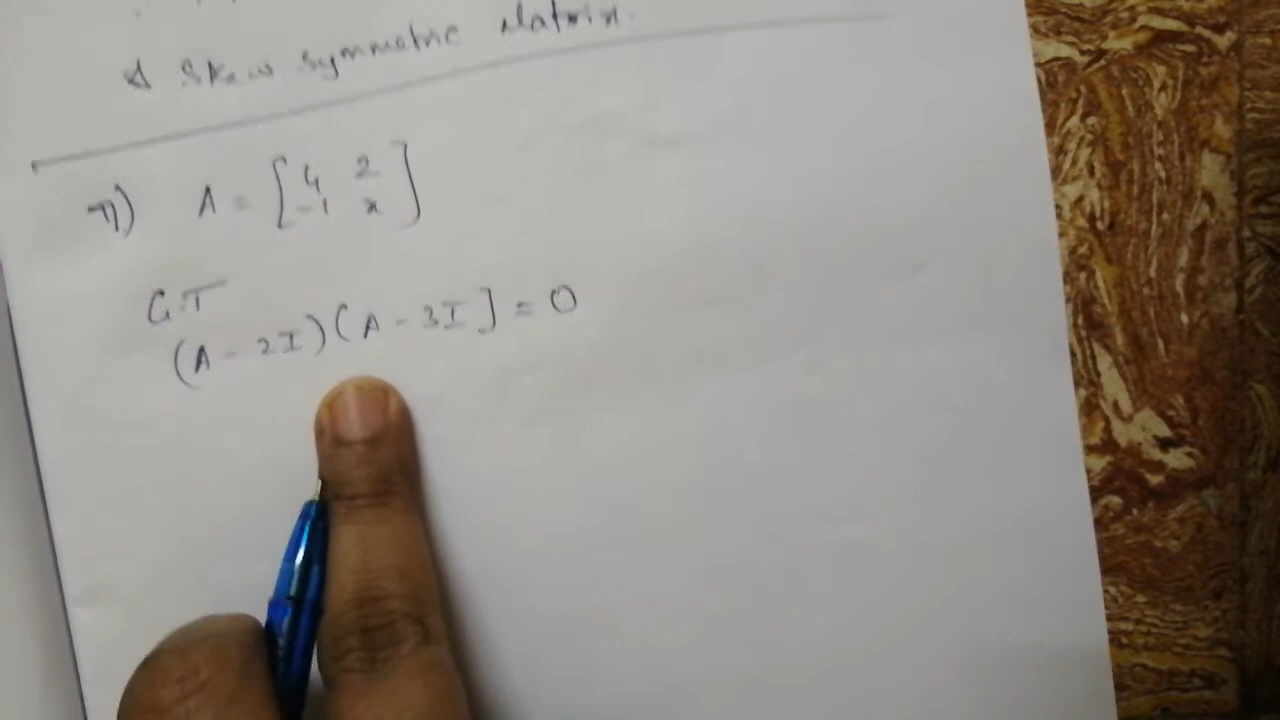 & Skew symmetric Matrix.
7) A = [ 4 2
-1 x ]
G.T
(A - 2I)(A - 3I] = 0